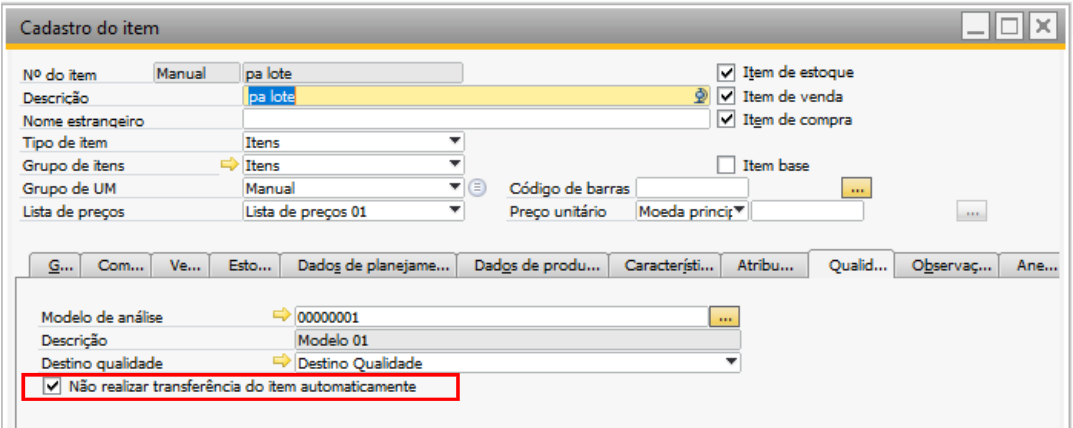 Cadastro do item
Nº do item Manual pa lote Item de estoque
Descrição pa lote Item de venda
Nome estrangeiro Item de compra
Tipo de item Itens
Grupo de itens Itens Item base
Grupo de UM Manual Código de barras ...
Lista de preços Lista de preços 01 Preço unitário Moeda princip ...
G... Com... Ve... Esto... Dados de planejame... Dados de produ... Característi... Atribu... Qualid... Observaç... Ane...
Modelo de análise 00000001 ...
Descrição Modelo 01
Destino qualidade Destino Qualidade
Não realizar transferência do item automaticamente